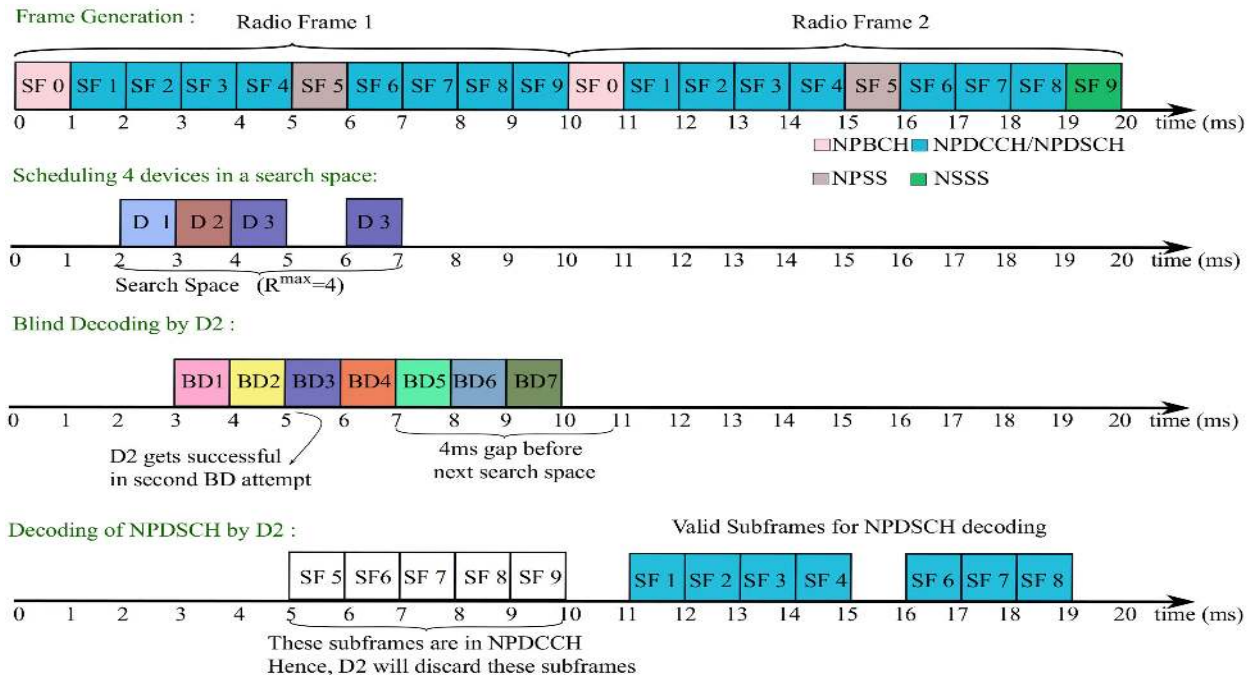 Frame Generation :
Radio Frame 1
Radio Frame 2
SF 0 SF 1 SF 2 SF 3 SF 4 SF 5 SF 6 SF 7 SF 8 SF 9 SF 0 SF 1 SF 2 SF 3 SF 4 SF 5 SF 6 SF 7 SF 8 SF 9
0 1 2 3 4 5 6 7 8 9 10 11 12 13 14 15 16 17 18 19 20 time (ms)
NPBCH NPDCCH/NPDSCH
NPSS NSSS
Scheduling 4 devices in a search space:
D 1 D 2 D 3 D 3
0 1 2 3 4 5 6 7 8 9 10 11 12 13 14 15 16 17 18 19 20 time (ms)
Search Space (Rmax=4)
Blind Decoding by D2 :
BD1 BD2 BD3 BD4 BD5 BD6 BD7
0 1 2 3 4 5 6 7 8 9 10 11 12 13 14 15 16 17 18 19 20 time (ms)
D2 gets successful
in second BD attempt
4ms gap before
next search space
Decoding of NPDSCH by D2 :
Valid Subframes for NPDSCH decoding
SF 5 SF6 SF 7 SF 8 SF 9 SF 1 SF 2 SF 3 SF 4 SF 6 SF 7 SF 8
0 1 2 3 4 5 6 7 8 9 10 11 12 13 14 15 16 17 18 19 20 time (ms)
These subframes are in NPDCCH
Hence, D2 will discard these subframes